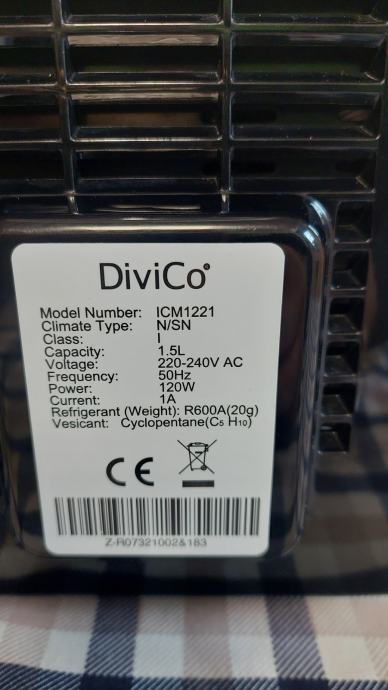 DiviCo®
Model Number: ICM1221
Climate Type: N/SN
Class: I
Capacity: 1.5L
Voltage: 220-240V AC
Frequency: 50Hz
Power: 120W
Current: 1A
Refrigerant (Weight): R600A(20g)
Vesicant: Cyclopentane(C₅ H₁₀)
CE
Z-R07321002&183